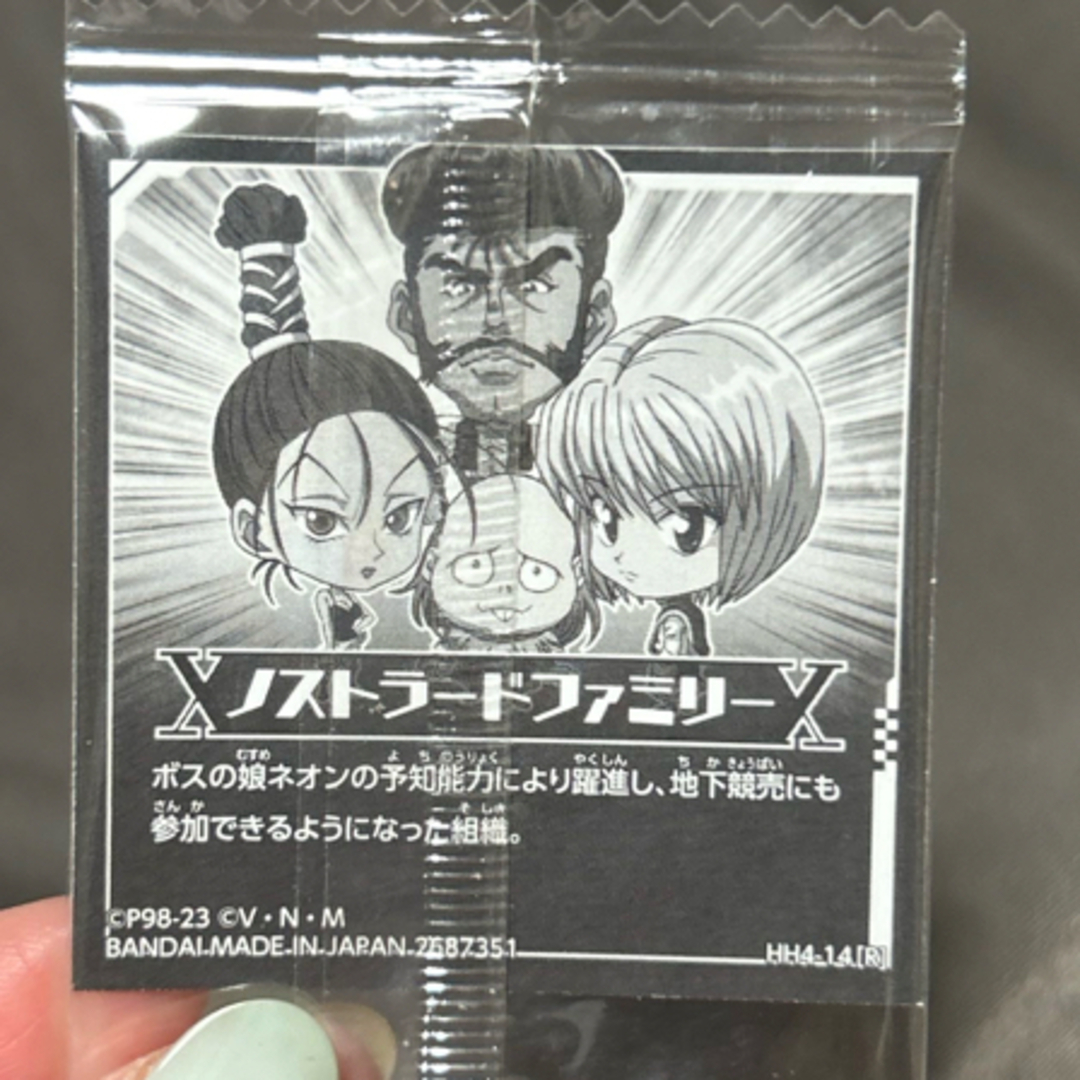 ノストラードファミリー
ボスの娘ネオンの予知能力により躍進し、地下競売にも
参加できるようになった組織。
©P98-23 ©V・N・M
BANDAI MADE IN JAPAN 2687351
HH4-14[R]